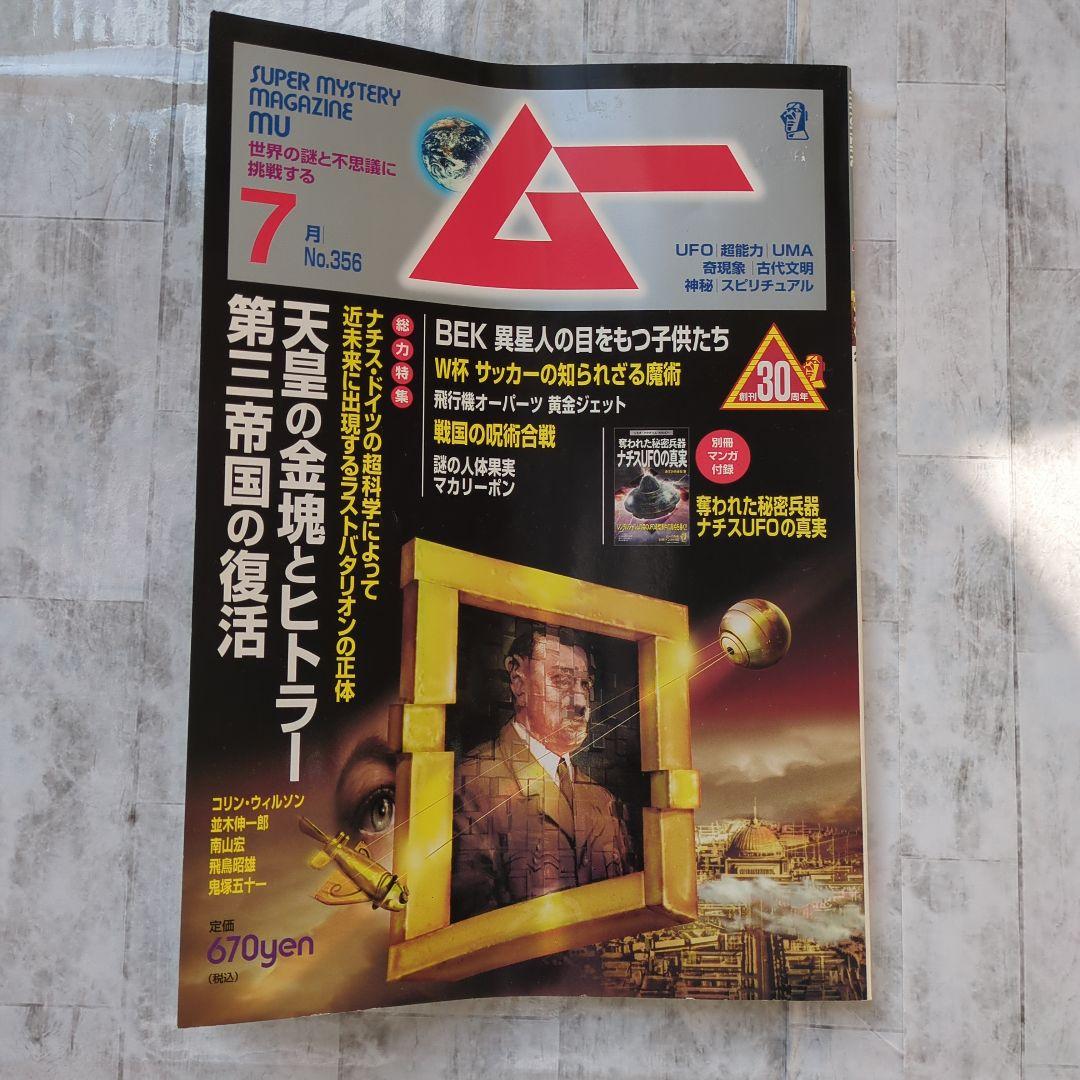 SUPER MYSTERY
MAGAZINE
MU
世界の謎と不思議に
挑戦する
7
月
No.356
ムー
UFO|超能力|UMA
奇現象|古代文明
神秘|スピリチュアル
総力特集
ナチス・ドイツの超科学によって
近未来に出現するラストバタリオンの正体
天皇の金塊とヒトラー
第三帝国の復活
BEK 異星人の目をもつ子供たち
W杯 サッカーの知られざる魔術
飛行機オーパーツ 黄金ジェット
戦国の呪術合戦
謎の人体果実
マカリーポン
創刊30周年
別冊
マンガ
付録
奪われた秘密兵器
ナチスUFOの真実
奪われた秘密兵器
ナチスUFOの真実
コリン・ウィルソン
並木伸一郎
南山宏
飛鳥昭雄
鬼塚五十一
定価
670yen
(税込)